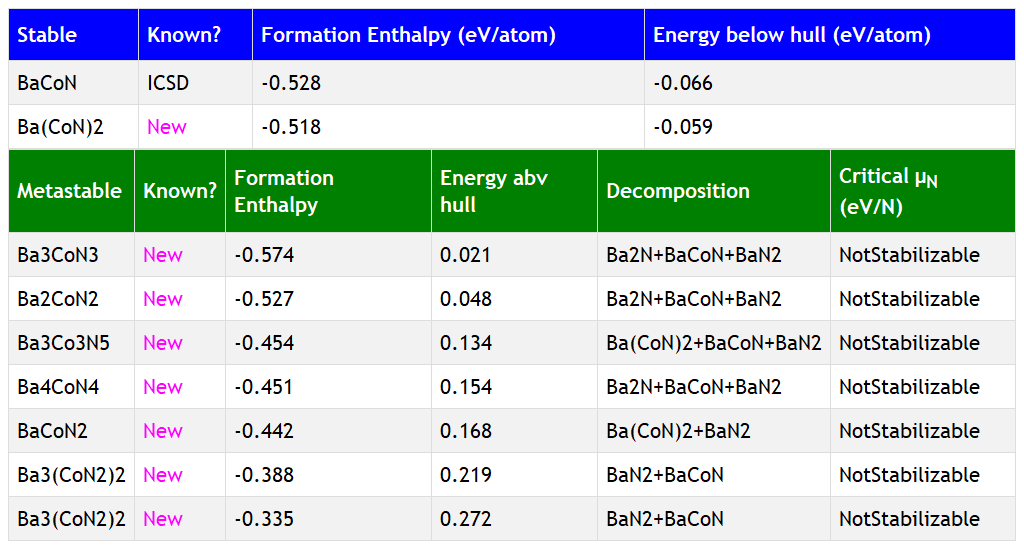 Stable Known? Formation Enthalpy (eV/atom) Energy below hull (eV/atom)
BaCoN ICSD -0.528 -0.066
Ba(CoN)2 New -0.518 -0.059
Metastable Known? Formation Enthalpy Energy abv hull Decomposition Critical μN (eV/N)
Ba3CoN3 New -0.574 0.021 Ba2N+BaCoN+BaN2 NotStabilizable
Ba2CoN2 New -0.527 0.048 Ba2N+BaCoN+BaN2 NotStabilizable
Ba3Co3N5 New -0.454 0.134 Ba(CoN)2+BaCoN+BaN2 NotStabilizable
Ba4CoN4 New -0.451 0.154 Ba2N+BaCoN+BaN2 NotStabilizable
BaCoN2 New -0.442 0.168 Ba(CoN)2+BaN2 NotStabilizable
Ba3(CoN2)2 New -0.388 0.219 BaN2+BaCoN NotStabilizable
Ba3(CoN2)2 New -0.335 0.272 BaN2+BaCoN NotStabilizable